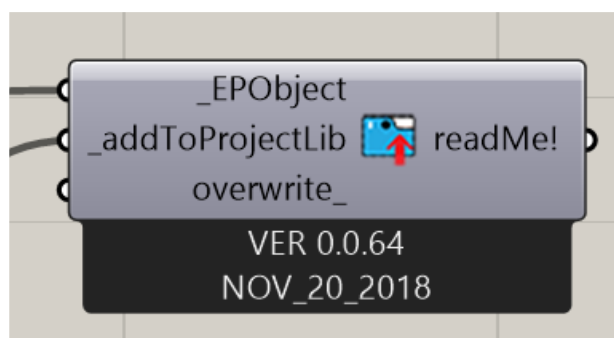 _EPObject
_addToProjectLib readMe!
overwrite_
VER 0.0.64
NOV_20_2018